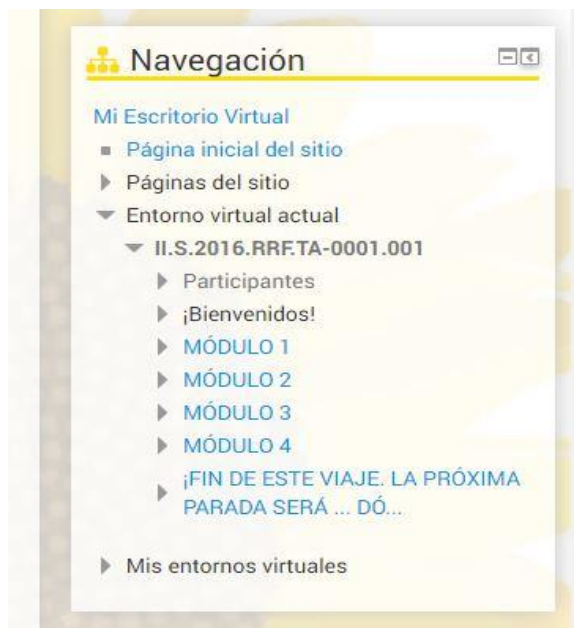 Navegación
Mi Escritorio Virtual
Página inicial del sitio
Páginas del sitio
Entorno virtual actual
II.S.2016.RRF.TA-0001.001
Participantes
¡Bienvenidos!
MÓDULO 1
MÓDULO 2
MÓDULO 3
MÓDULO 4
¡FIN DE ESTE VIAJE. LA PRÓXIMA
PARADA SERÁ ... DÓ...
Mis entornos virtuales